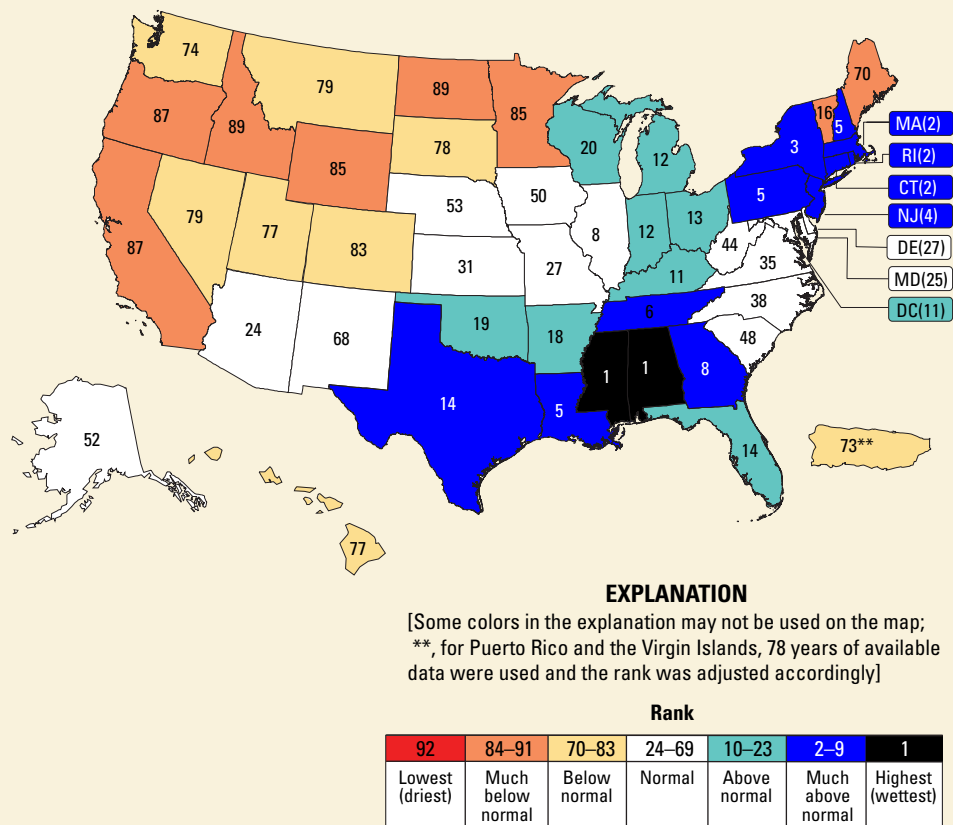 74
79
89
85
70
87
89
85
78
20
12
16
5
3
MA(2)
RI(2)
CT(2)
NJ(4)
DE(27)
MD(25)
DC(11)
79
77
83
53
50
8
12
13
5
87
31
27
11
44
35
24
68
19
18
6
38
48
14
5
1
1
8
14
52
77
73**
EXPLANATION
[Some colors in the explanation may not be used on the map;
**, for Puerto Rico and the Virgin Islands, 78 years of available
data were used and the rank was adjusted accordingly]
Rank
92 84–91 70–83 24–69 10–23 2–9 1
Lowest (driest)
Much below normal
Below normal
Normal
Above normal
Much above normal
Highest (wettest)